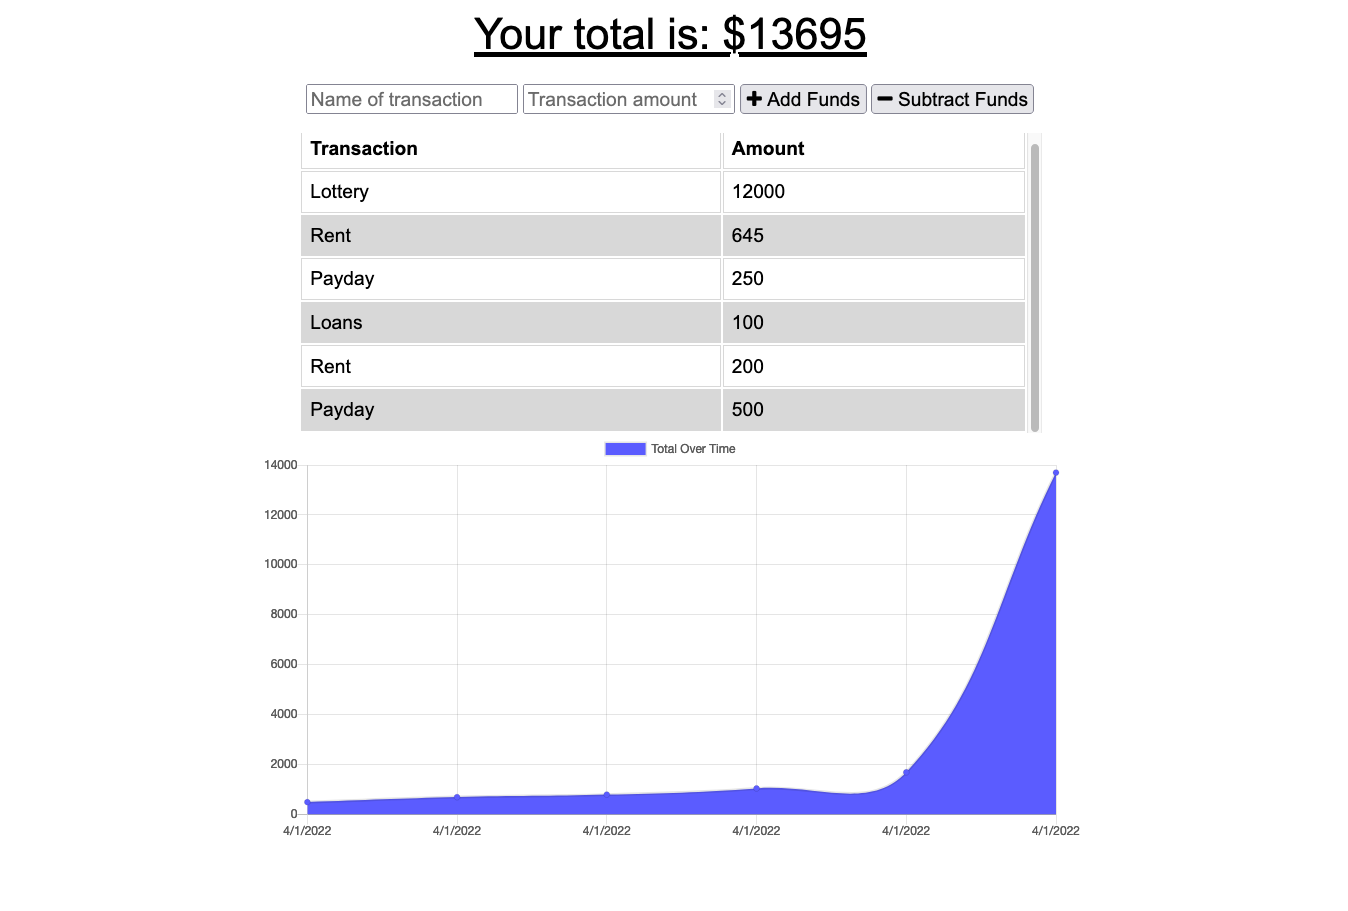 Your total is: $13695
Name of transaction Transaction amount Add Funds Subtract Funds
Transaction Amount
Lottery 12000
Rent 645
Payday 250
Loans 100
Rent 200
Payday 500
Total Over Time
14000
12000
10000
8000
6000
4000
2000
0
4/1/2022 4/1/2022 4/1/2022 4/1/2022 4/1/2022 4/1/2022